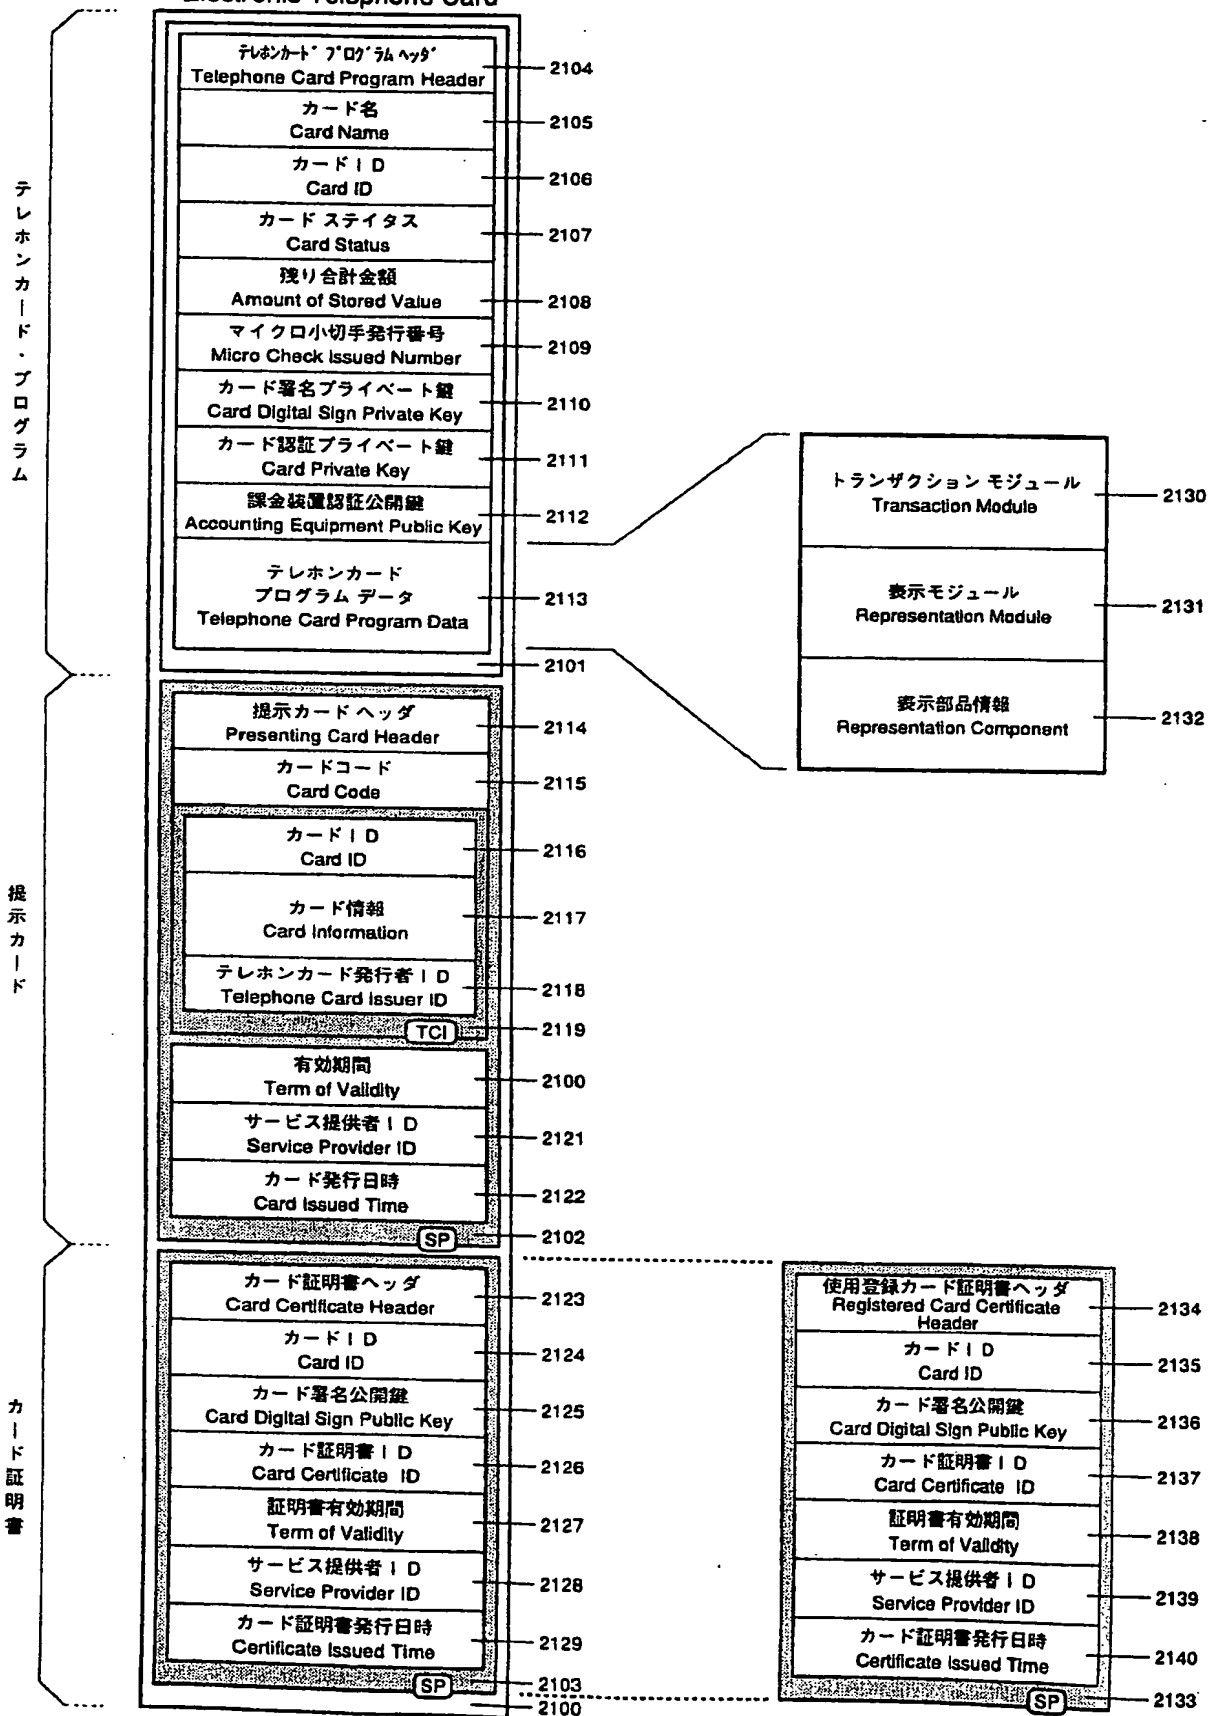 Electronic Telephone Card
テレホンカード・プログラム
テレホンカード プログラム ヘッダ
Telephone Card Program Header
2104
カード名
Card Name
2105
カードID
Card ID
2106
カード ステイタス
Card Status
2107
残り合計金額
Amount of Stored Value
2108
マイクロ小切手発行番号
Micro Check Issued Number
2109
カード署名プライベート鍵
Card Digital Sign Private Key
2110
カード認証プライベート鍵
Card Private Key
2111
課金装置認証公開鍵
Accounting Equipment Public Key
2112
テレホンカード
プログラム データ
Telephone Card Program Data
2113
2101
トランザクション モジュール
Transaction Module
2130
表示モジュール
Representation Module
2131
表示部品情報
Representation Component
2132
提示カード
提示カード ヘッダ
Presenting Card Header
2114
カードコード
Card Code
2115
カードID
Card ID
2116
カード情報
Card Information
2117
テレホンカード発行者ID
Telephone Card Issuer ID
2118
TCI
2119
有効期間
Term of Validity
2100
サービス提供者ID
Service Provider ID
2121
カード発行日時
Card Issued Time
2122
SP
2102
カード証明書
カード証明書ヘッダ
Card Certificate Header
2123
カードID
Card ID
2124
カード署名公開鍵
Card Digital Sign Public Key
2125
カード証明書ID
Card Certificate ID
2126
証明書有効期間
Term of Validity
2127
サービス提供者ID
Service Provider ID
2128
カード証明書発行日時
Certificate Issued Time
2129
SP
2103
2100
使用登録カード証明書ヘッダ
Registered Card Certificate
Header
2134
カードID
Card ID
2135
カード署名公開鍵
Card Digital Sign Public Key
2136
カード証明書ID
Card Certificate ID
2137
証明書有効期間
Term of Validity
2138
サービス提供者ID
Service Provider ID
2139
カード証明書発行日時
Certificate Issued Time
2140
SP
2133